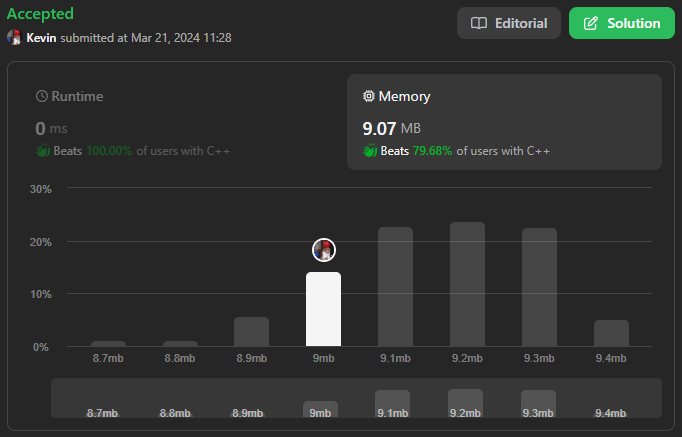 Accepted
Editorial
Solution
Kevin submitted at Mar 21, 2024 11:28
Runtime
Memory
0 ms
9.07 MB
Beats 100.00% of users with C++
Beats 79.68% of users with C++
30%
20%
10%
0%
8.7mb 8.8mb 8.9mb 9mb 9.1mb 9.2mb 9.3mb 9.4mb
8.7mb 8.8mb 8.9mb 9mb 9.1mb 9.2mb 9.3mb 9.4mb